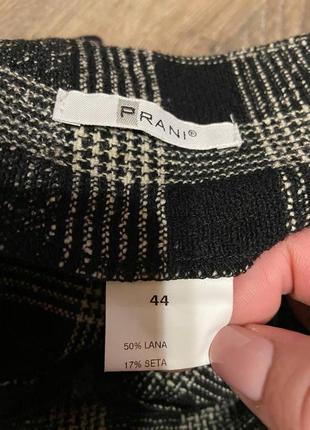 PRANI®
44
50% LANA
17% SETA